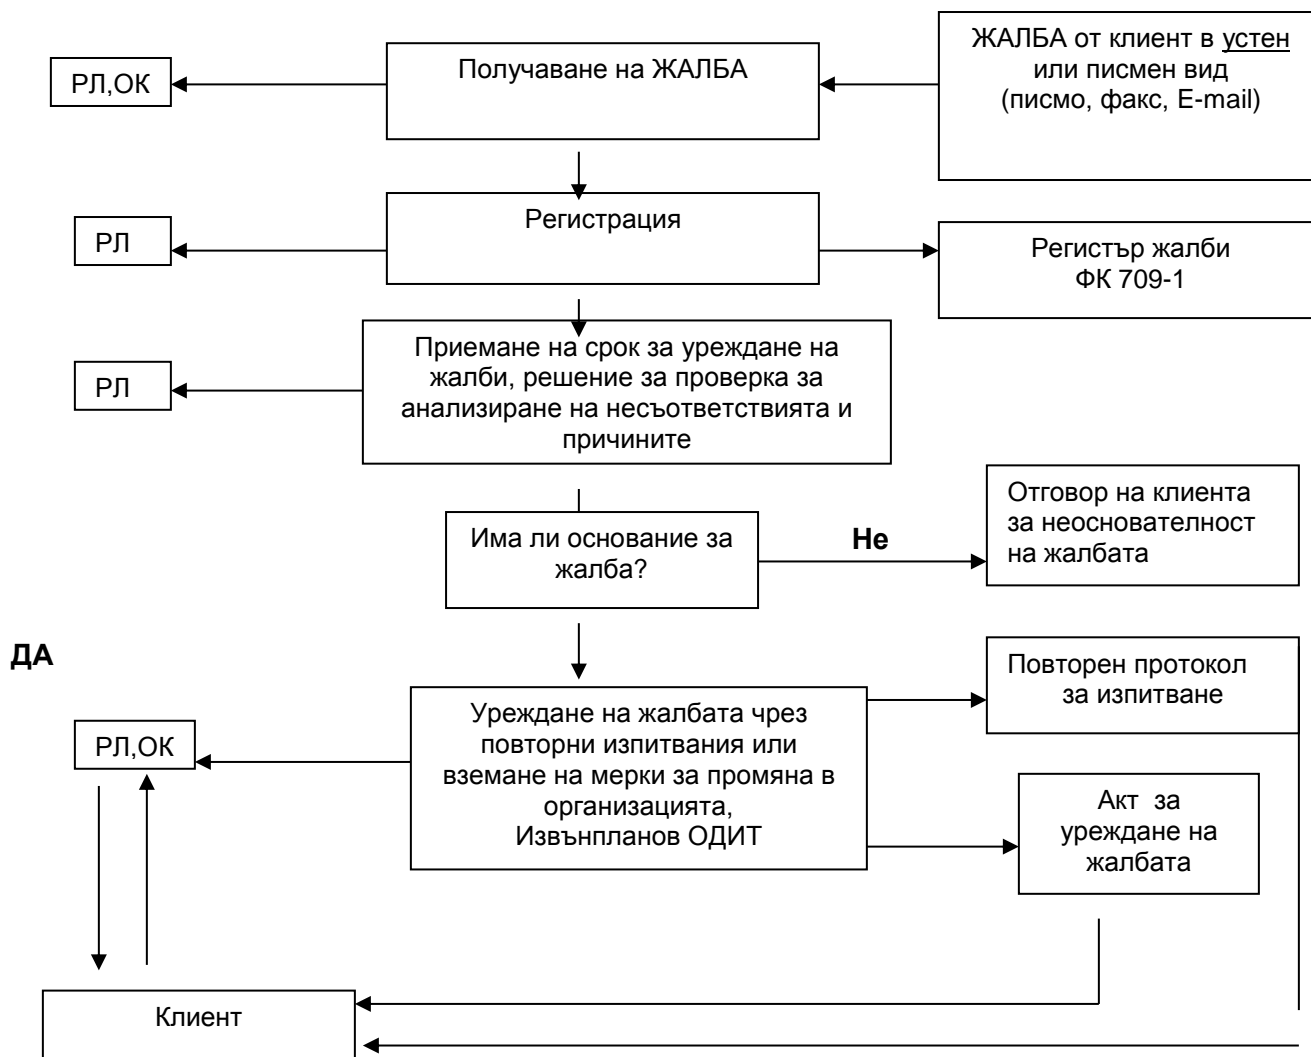 ЖАЛБА от клиент в устен
или писмен вид
(писмо, факс, E-mail)
Получаване на ЖАЛБА
РЛ,ОК
Регистрация
РЛ
Регистър жалби
ФК 709-1
Приемане на срок за уреждане на
жалби, решение за проверка за
анализиране на несъответствията и
причините
РЛ
Има ли основание за
жалба?
Не
Отговор на клиента
за неоснователност
на жалбата
ДА
Уреждане на жалбата чрез
повторни изпитвания или
вземане на мерки за промяна в
организацията,
Извънпланов ОДИТ
РЛ,ОК
Повторен протокол
за изпитване
Акт за
уреждане на
жалбата
Клиент